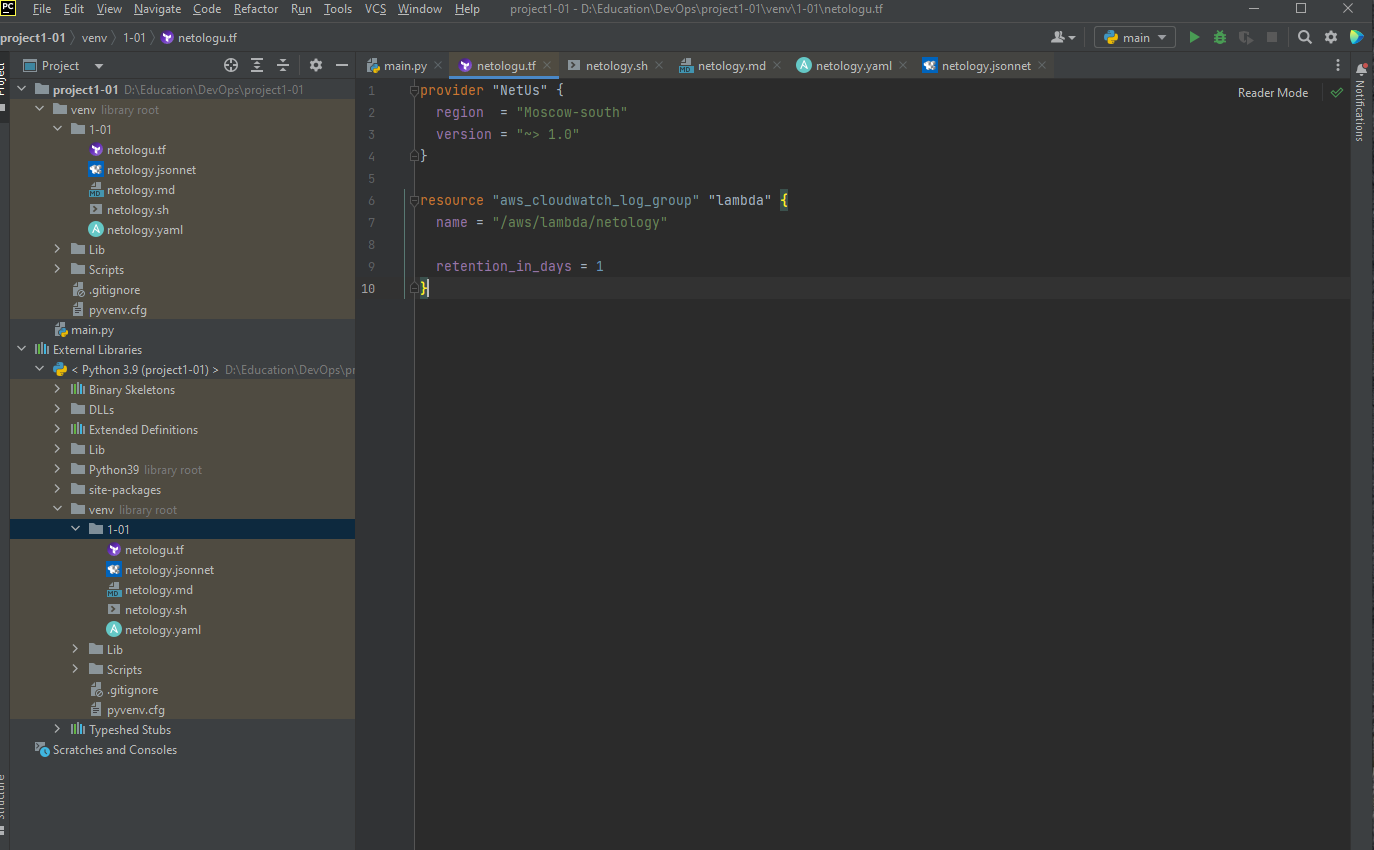 PC File Edit View Navigate Code Refactor Run Tools VCS Window Help project1-01 - D:\Education\DevOps\project1-01\venv\1-01\netologu.tf
project1-01 venv 1-01 netologu.tf main
Project
Project
main.py netologu.tf netology.sh netology.md netology.yaml netology.jsonnet
project1-01 D:\Education\DevOps\project1-01
venv library root
1-01
netologu.tf
netology.jsonnet
netology.md
netology.sh
netology.yaml
Lib
Scripts
.gitignore
pyvenv.cfg
main.py
External Libraries
< Python 3.9 (project1-01) > D:\Education\DevOps\pr
Binary Skeletons
DLLs
Extended Definitions
Lib
Python39 library root
site-packages
venv library root
1-01
netologu.tf
netology.jsonnet
netology.md
netology.sh
netology.yaml
Lib
Scripts
.gitignore
pyvenv.cfg
Typeshed Stubs
Scratches and Consoles
Structure
1 provider "NetUs" {
2 region  = "Moscow-south"
3 version = "~> 1.0"
4 }
5
6 resource "aws_cloudwatch_log_group" "lambda" {
7 name = "/aws/lambda/netology"
8
9 retention_in_days = 1
10 }
Reader Mode
Notifications